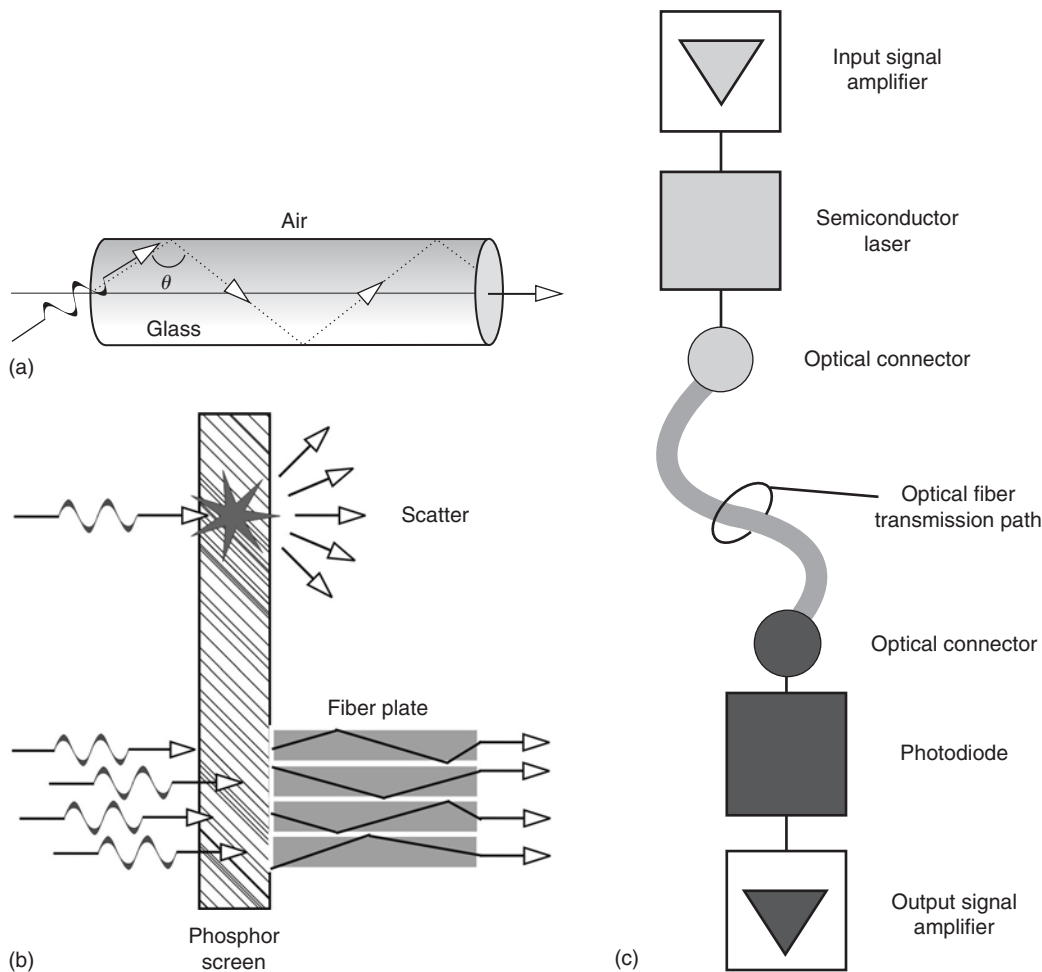 Air
θ
Glass
(a)
Scatter
Fiber plate
Phosphor
screen
(b)
Input signal
amplifier
Semiconductor
laser
Optical connector
Optical fiber
transmission path
Optical connector
Photodiode
Output signal
amplifier
(c)